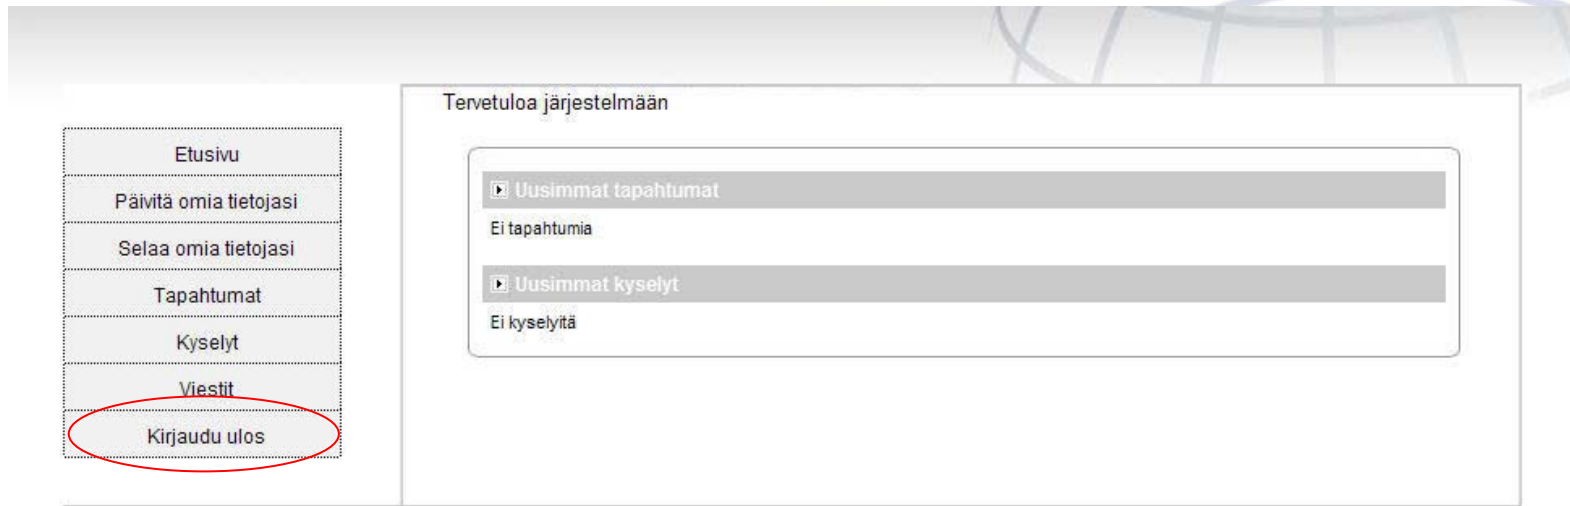 Tervetuloa järjestelmään
Etusivu
Päivitä omia tietojasi
Selaa omia tietojasi
Tapahtumat
Kyselyt
Viestit
Kirjaudu ulos
Uusimmat tapahtumat
Ei tapahtumia
Uusimmat kyselyt
Ei kyselyitä